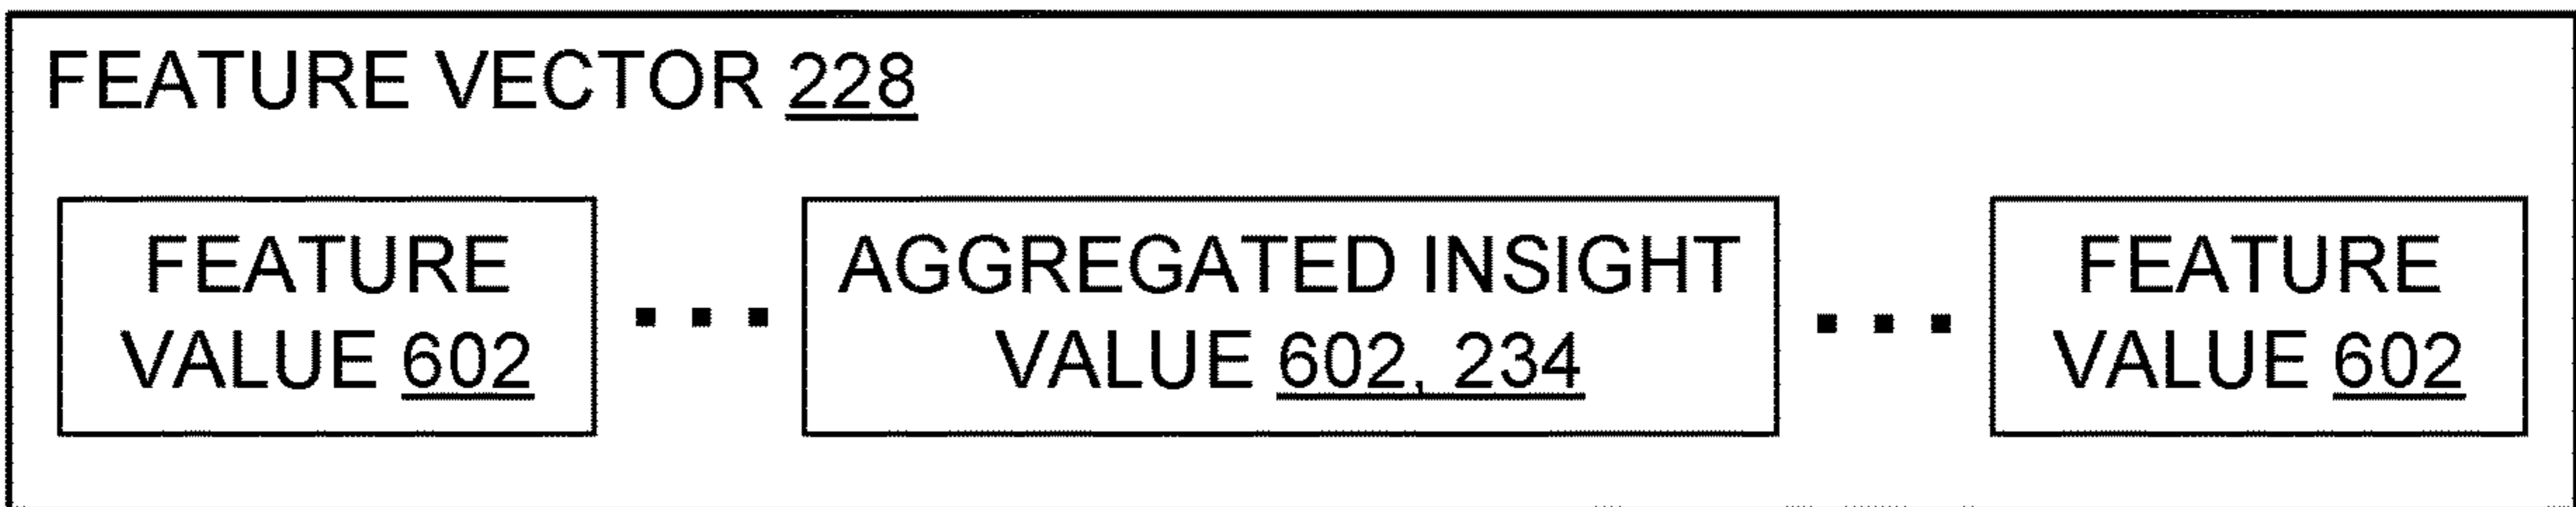 FEATURE VECTOR 228
FEATURE
VALUE 602
AGGREGATED INSIGHT
VALUE 602, 234
FEATURE
VALUE 602